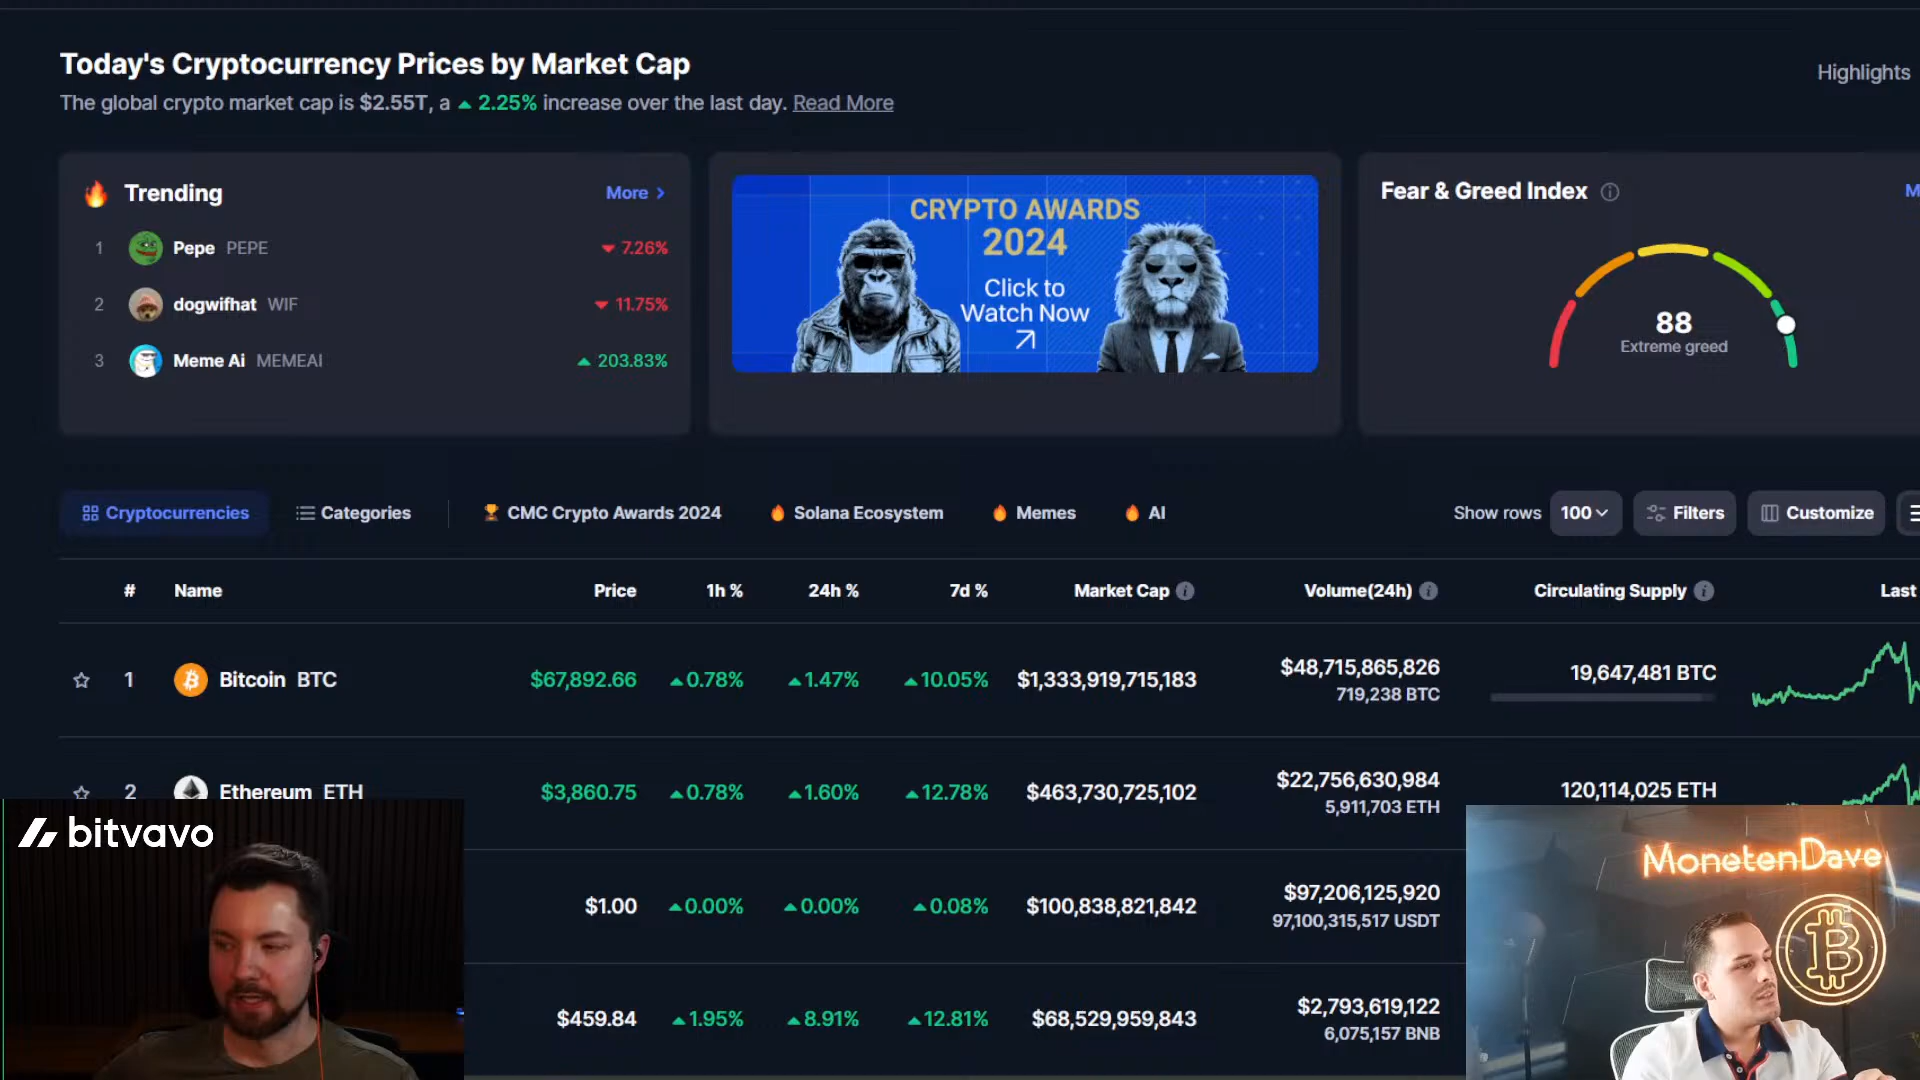 Today's Cryptocurrency Prices by Market Cap
Highlights
The global crypto market cap is $2.55T, a 2.25% increase over the last day. Read More
Trending
More
1 Pepe PEPE 7.26%
2 dogwifhat WIF 11.75%
3 Meme Ai MEMEAI 203.83%
CRYPTO AWARDS
2024
Click to
Watch Now
Fear & Greed Index
M
88
Extreme greed
Cryptocurrencies Categories CMC Crypto Awards 2024 Solana Ecosystem Memes AI Show rows 100 Filters Customize
# Name Price 1h % 24h % 7d % Market Cap Volume(24h) Circulating Supply Last
1 Bitcoin BTC $67,892.66 0.78% 1.47% 10.05% $1,333,919,715,183 $48,715,865,826 19,647,481 BTC
719,238 BTC
2 Ethereum ETH $3,860.75 0.78% 1.60% 12.78% $463,730,725,102 $22,756,630,984 120,114,025 ETH
5,911,703 ETH
$1.00 0.00% 0.00% 0.08% $100,838,821,842 $97,206,125,920
97,100,315,517 USDT
$459.84 1.95% 8.91% 12.81% $68,529,959,843 $2,793,619,122
6,075,157 BNB
bitvavo
MonetenDave